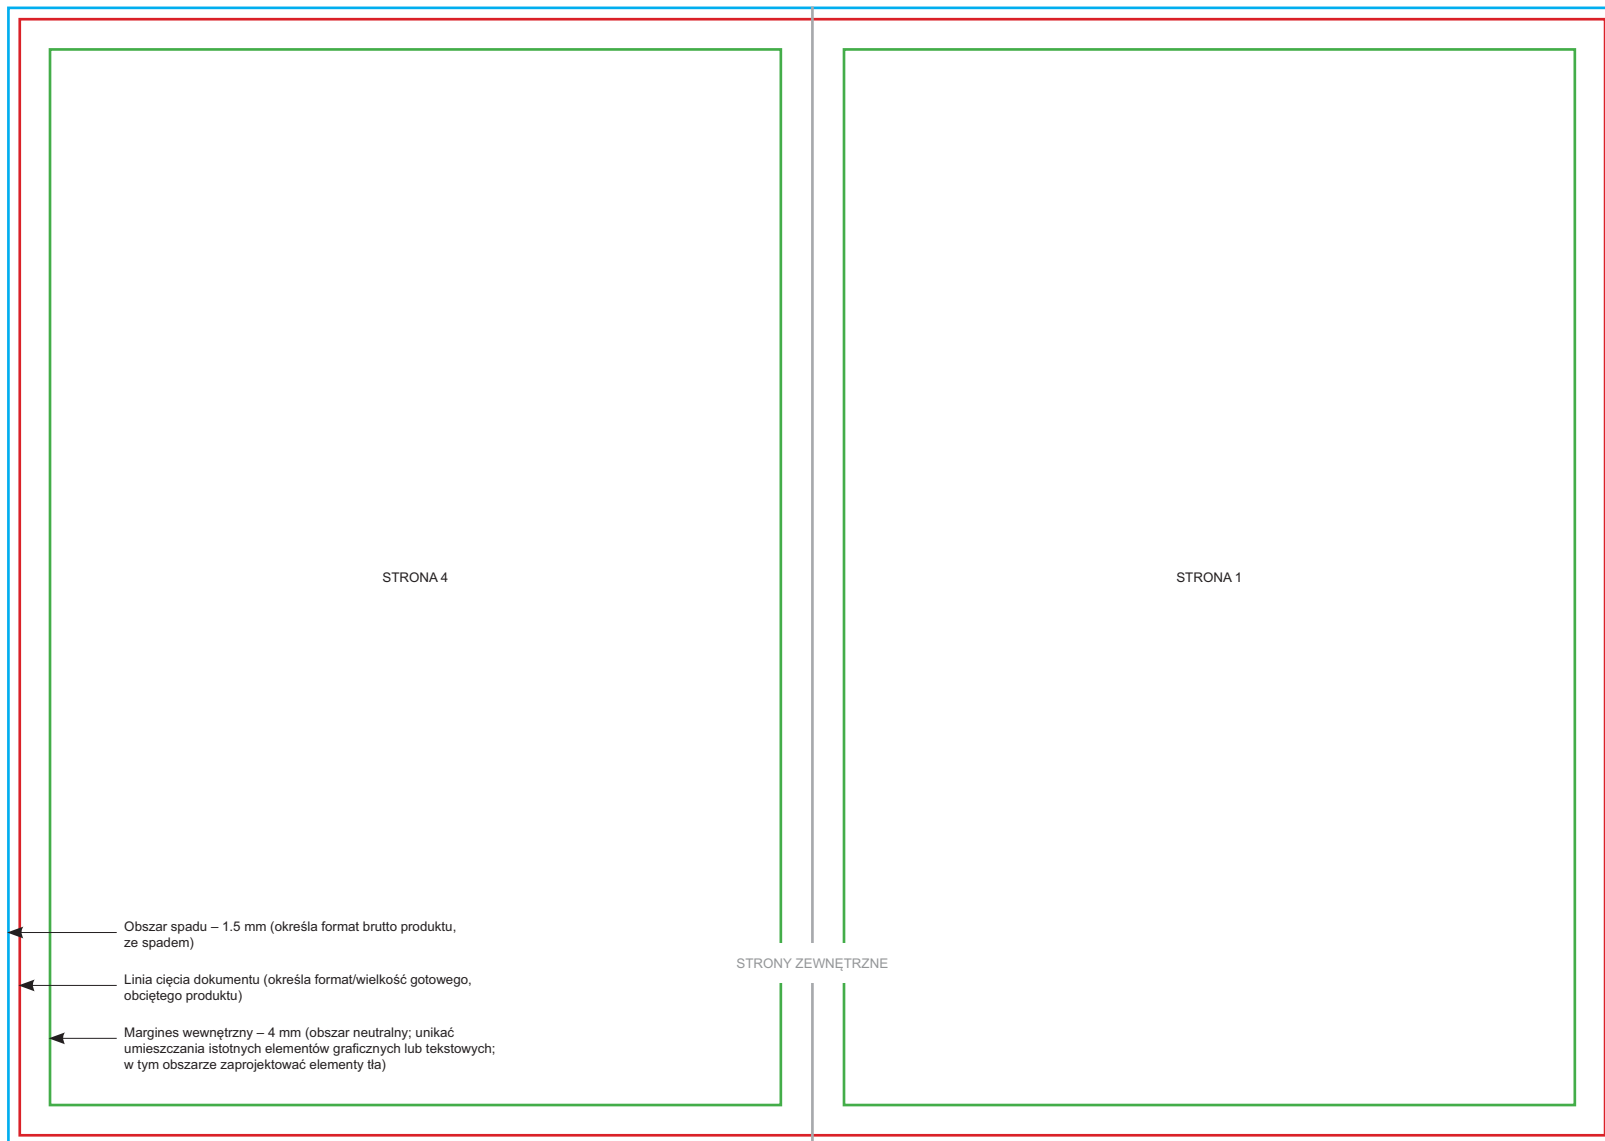 STRONA 4
STRONA 1
Obszar spadu – 1.5 mm (określa format brutto produktu,
ze spadem)
STRONY ZEWNĘTRZNE
Linia cięcia dokumentu (określa format/wielkość gotowego,
obciętego produktu)
Margines wewnętrzny – 4 mm (obszar neutralny; unikać
umieszczania istotnych elementów graficznych lub tekstowych;
w tym obszarze zaprojektować elementy tła)